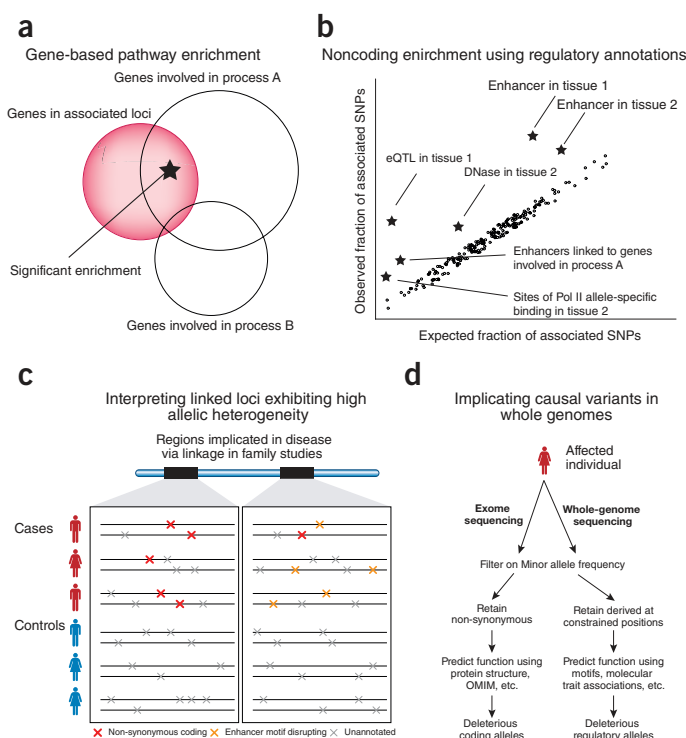 a
Gene-based pathway enrichment
Genes involved in process A
Genes in associated loci
Significant enrichment
Genes involved in process B
b
Noncoding enirchment using regulatory annotations
Observed fraction of associated SNPs
Enhancer in tissue 1
Enhancer in tissue 2
eQTL in tissue 1
DNase in tissue 2
Enhancers linked to genes
involved in process A
Sites of Pol II allele-specific
binding in tissue 2
Expected fraction of associated SNPs
c
Interpreting linked loci exhibiting high
allelic heterogeneity
Regions implicated in disease
via linkage in family studies
Cases
Controls
Non-synonymous coding
Enhancer motif disrupting
Unannotated
d
Implicating causal variants in
whole genomes
Affected
individual
Exome
sequencing
Whole-genome
sequencing
Filter on Minor allele frequency
Retain
non-synonymous
Retain derived at
constrained positions
Predict function using
protein structure,
OMIM, etc.
Predict function using
motifs, molecular
trait associations, etc.
Deleterious
coding alleles
Deleterious
regulatory alleles